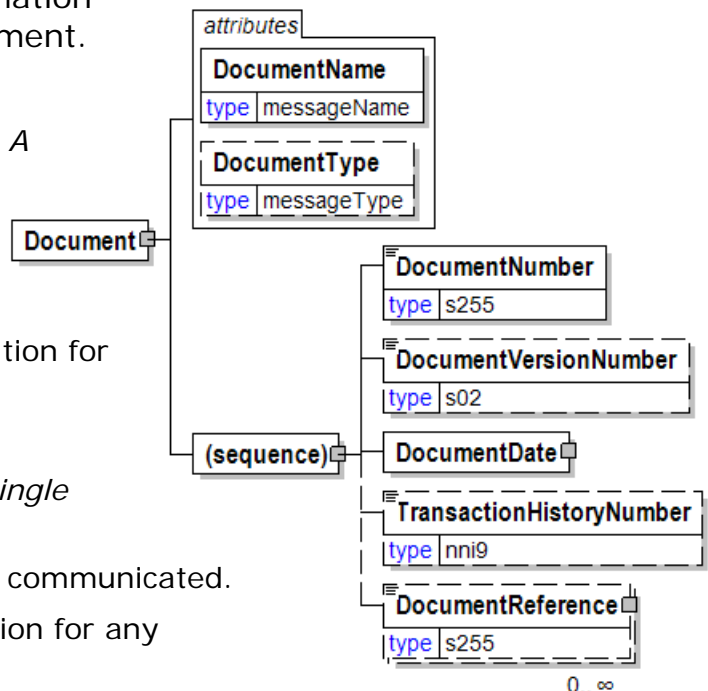 ment.
A
tion for
ingle
communicated.
ion for any
attributes
DocumentName
type messageName
DocumentType
type messageType
Document
DocumentNumber
type s255
DocumentVersionNumber
type s02
(sequence)
DocumentDate
TransactionHistoryNumber
type nni9
DocumentReference
type s255
0..∞